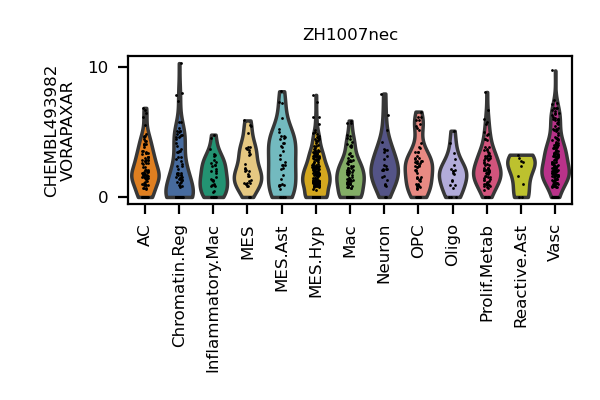 ZH1007nec
CHEMBL493982
VORAPAXAR
10
0
AC
Chromatin.Reg
Inflammatory.Mac
MES
MES.Ast
MES.Hyp
Mac
Neuron
OPC
Oligo
Prolif.Metab
Reactive.Ast
Vasc